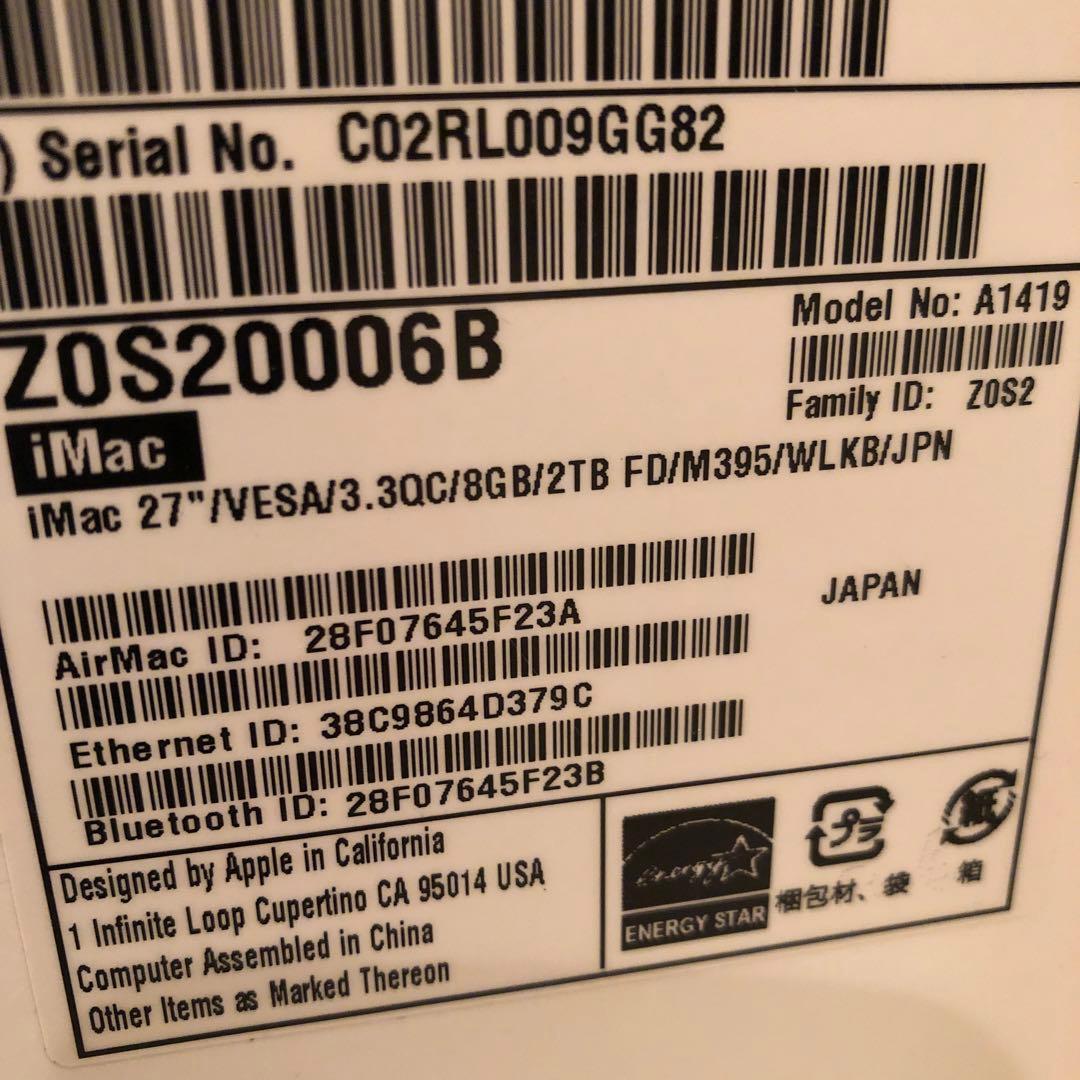 ) Serial No. C02RL009GG82
Z0S20006B
Model No: A1419
Family ID: Z0S2
iMac
iMac 27"/VESA/3.3QC/8GB/2TB FD/M395/WLKB/JPN
AirMac ID: 28F07645F23A
JAPAN
Ethernet ID: 38C9864D379C
Bluetooth ID: 28F07645F23B
Designed by Apple in California
1 Infinite Loop Cupertino CA 95014 USA
Computer Assembled in China
Other Items as Marked Thereon
energy
ENERGY STAR
プラ
梱包材、袋
紙
箱